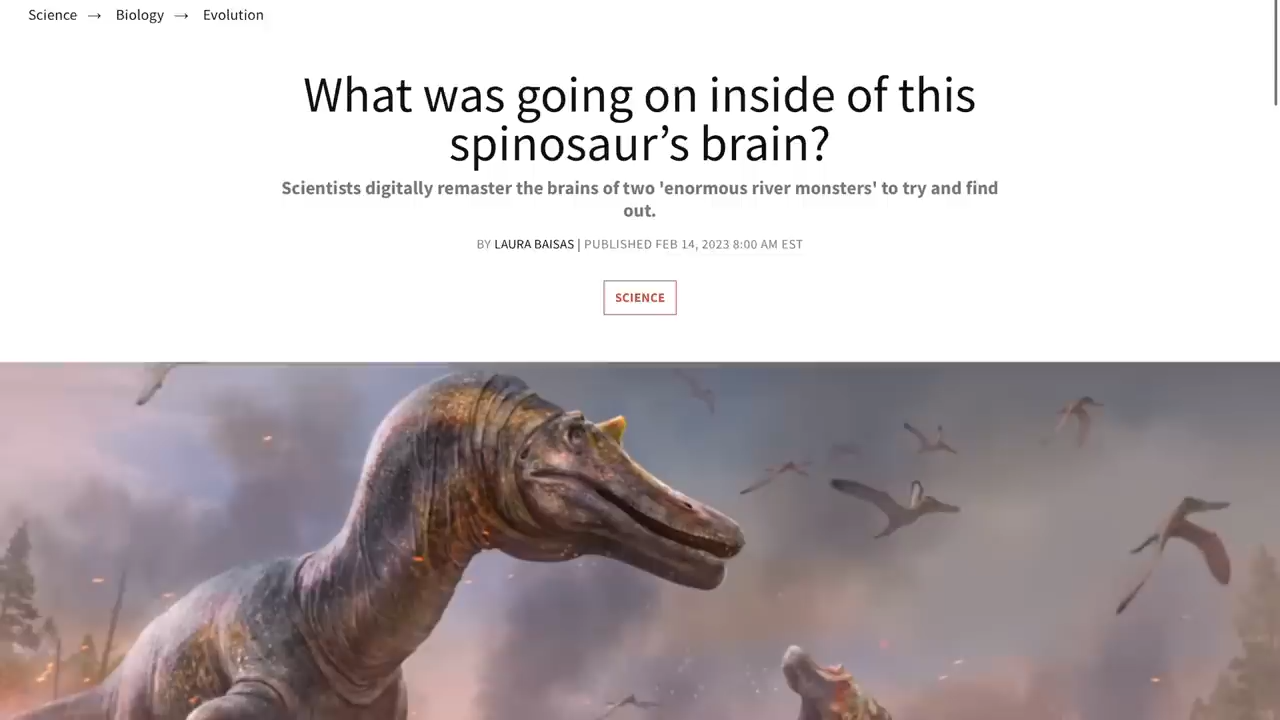 Science → Biology → Evolution
What was going on inside of this
spinosaur’s brain?
Scientists digitally remaster the brains of two 'enormous river monsters' to try and find
out.
BY LAURA BAISAS | PUBLISHED FEB 14, 2023 8:00 AM EST
SCIENCE